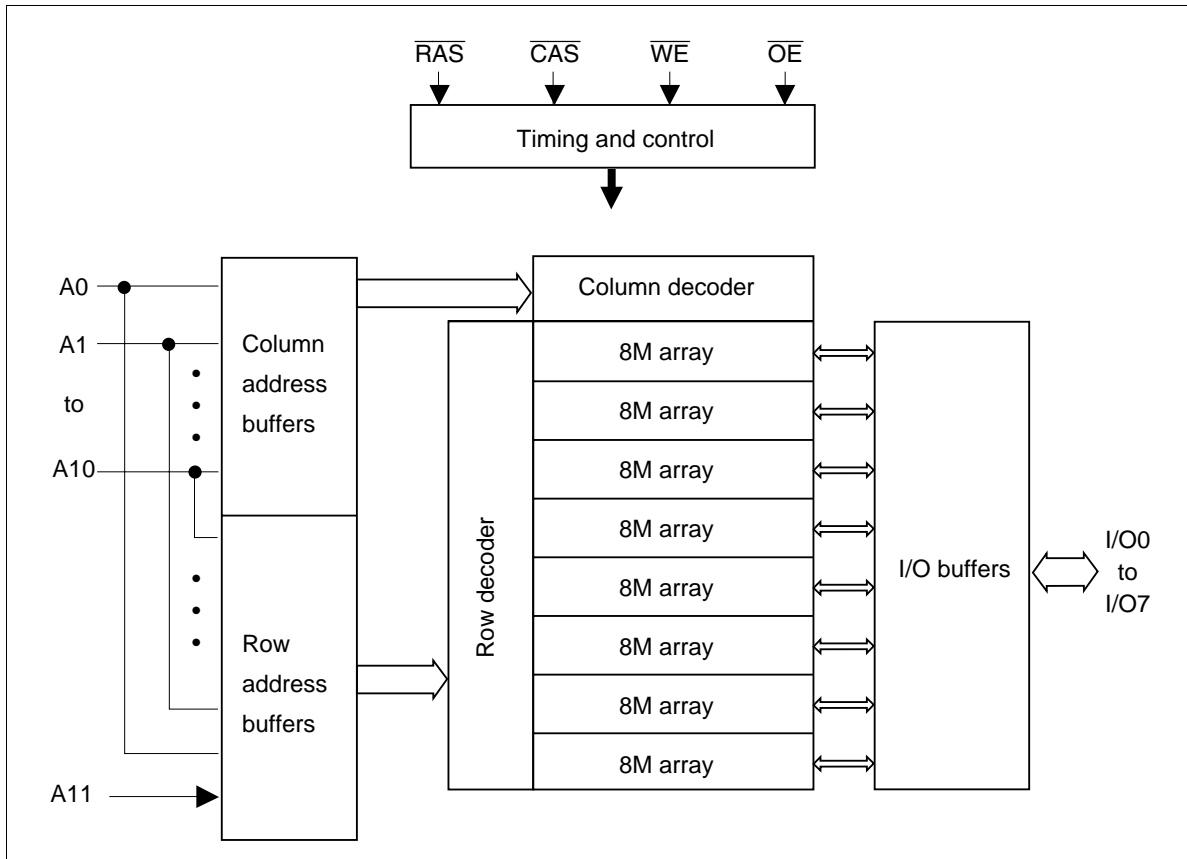 RAS CAS WE OE
Timing and control
A0
A1
to
A10
A11
Column
address
buffers
Row
address
buffers
Column decoder
Row decoder
8M array
8M array
8M array
8M array
8M array
8M array
8M array
8M array
I/O buffers
I/O0
to
I/O7